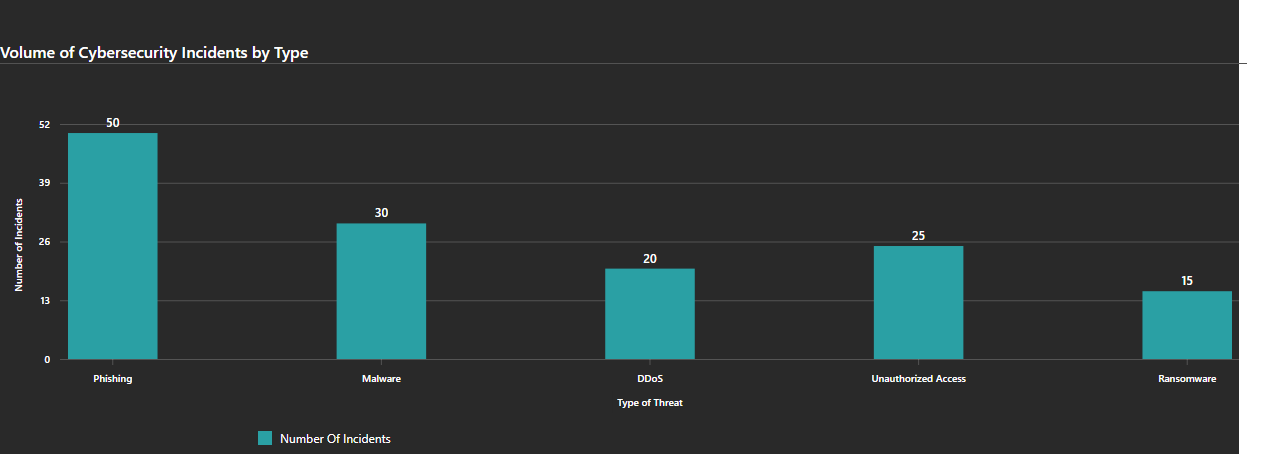 Volume of Cybersecurity Incidents by Type
52
39
26
13
0
Number of Incidents
50
30
20
25
15
Phishing
Malware
DDoS
Unauthorized Access
Ransomware
Type of Threat
Number Of Incidents